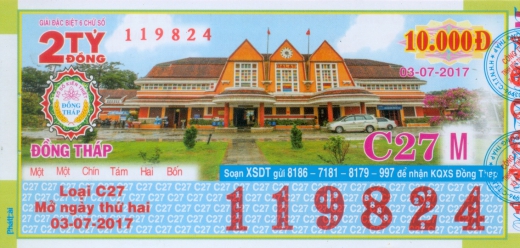 GIẢI ĐẶC BIỆT 6 CHỮ SỐ
2 TỶ
ĐỒNG
119824
10.000Đ
03-07-2017
ĐỒNG THÁP
ĐỒNG THÁP
C27 M
Một Một Chín Tám Hai Bốn
Soạn XSDT gửi 8186 - 7181 - 8179 - 997 để nhận KQXS Đồng Tháp
Loại C27
Mở ngày thứ hai
03-07-2017
119824